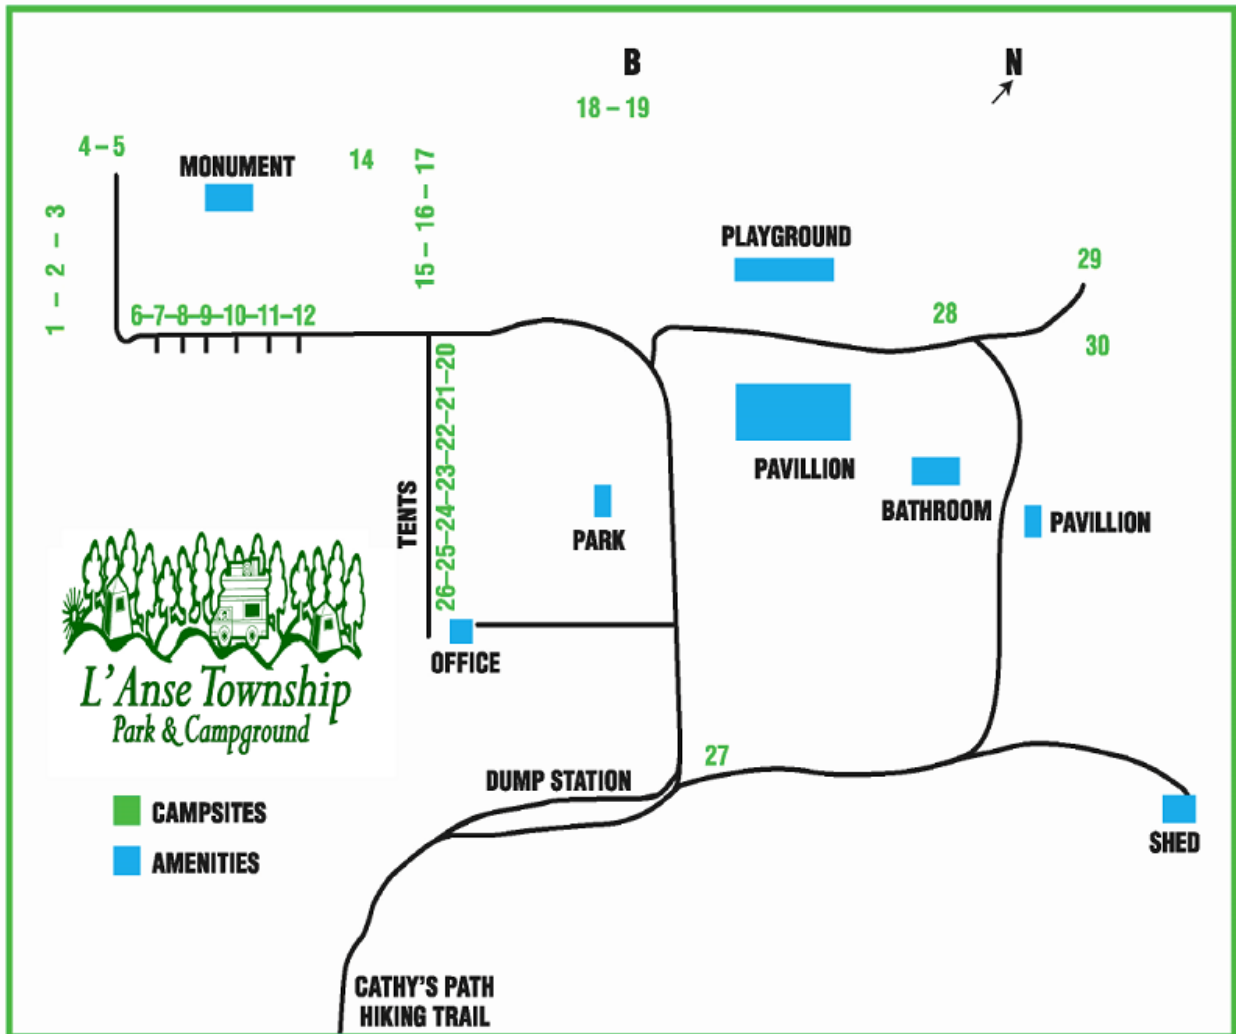 B
N
18 – 19
4 – 5
MONUMENT
14
15 – 16 – 17
1 – 2 – 3
PLAYGROUND
29
28
30
6–7–8–9–10–11–12
26–25–24–23–22–21–20
TENTS
PAVILLION
BATHROOM
PAVILLION
PARK
OFFICE
L'Anse Township
Park & Campground
27
DUMP STATION
CAMPSITES
AMENITIES
SHED
CATHY'S PATH
HIKING TRAIL